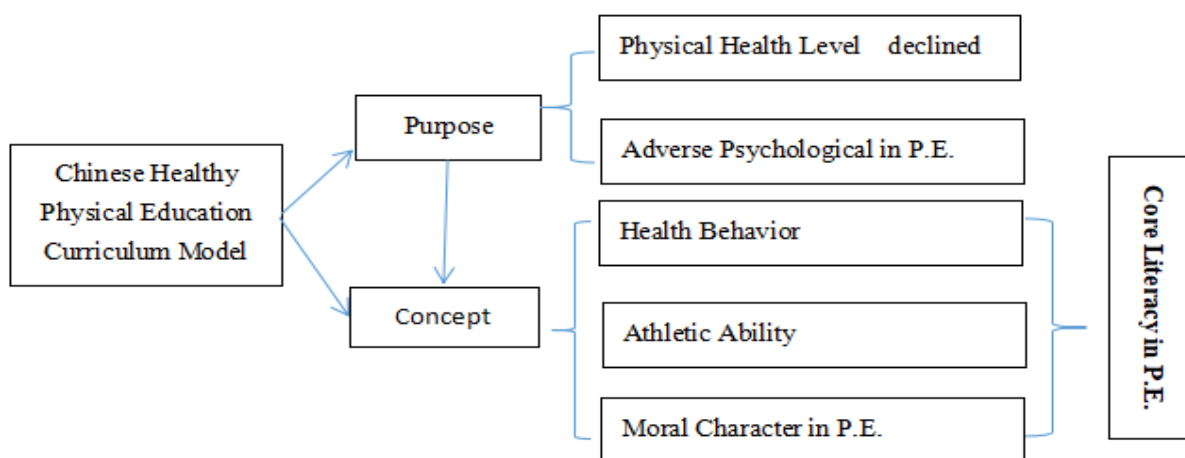 Physical Health Level declined
Purpose
Adverse Psychological in P.E.
Chinese Healthy
Physical Education
Curriculum Model
Health Behavior
Concept
Athletic Ability
Moral Character in P.E.
Core Literacy in P.E.